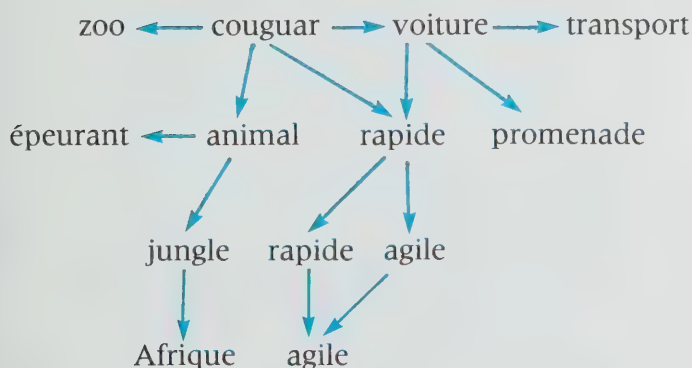 zoo couguar voiture transport
épeurant animal rapide promenade
jungle rapide agile
Afrique agile